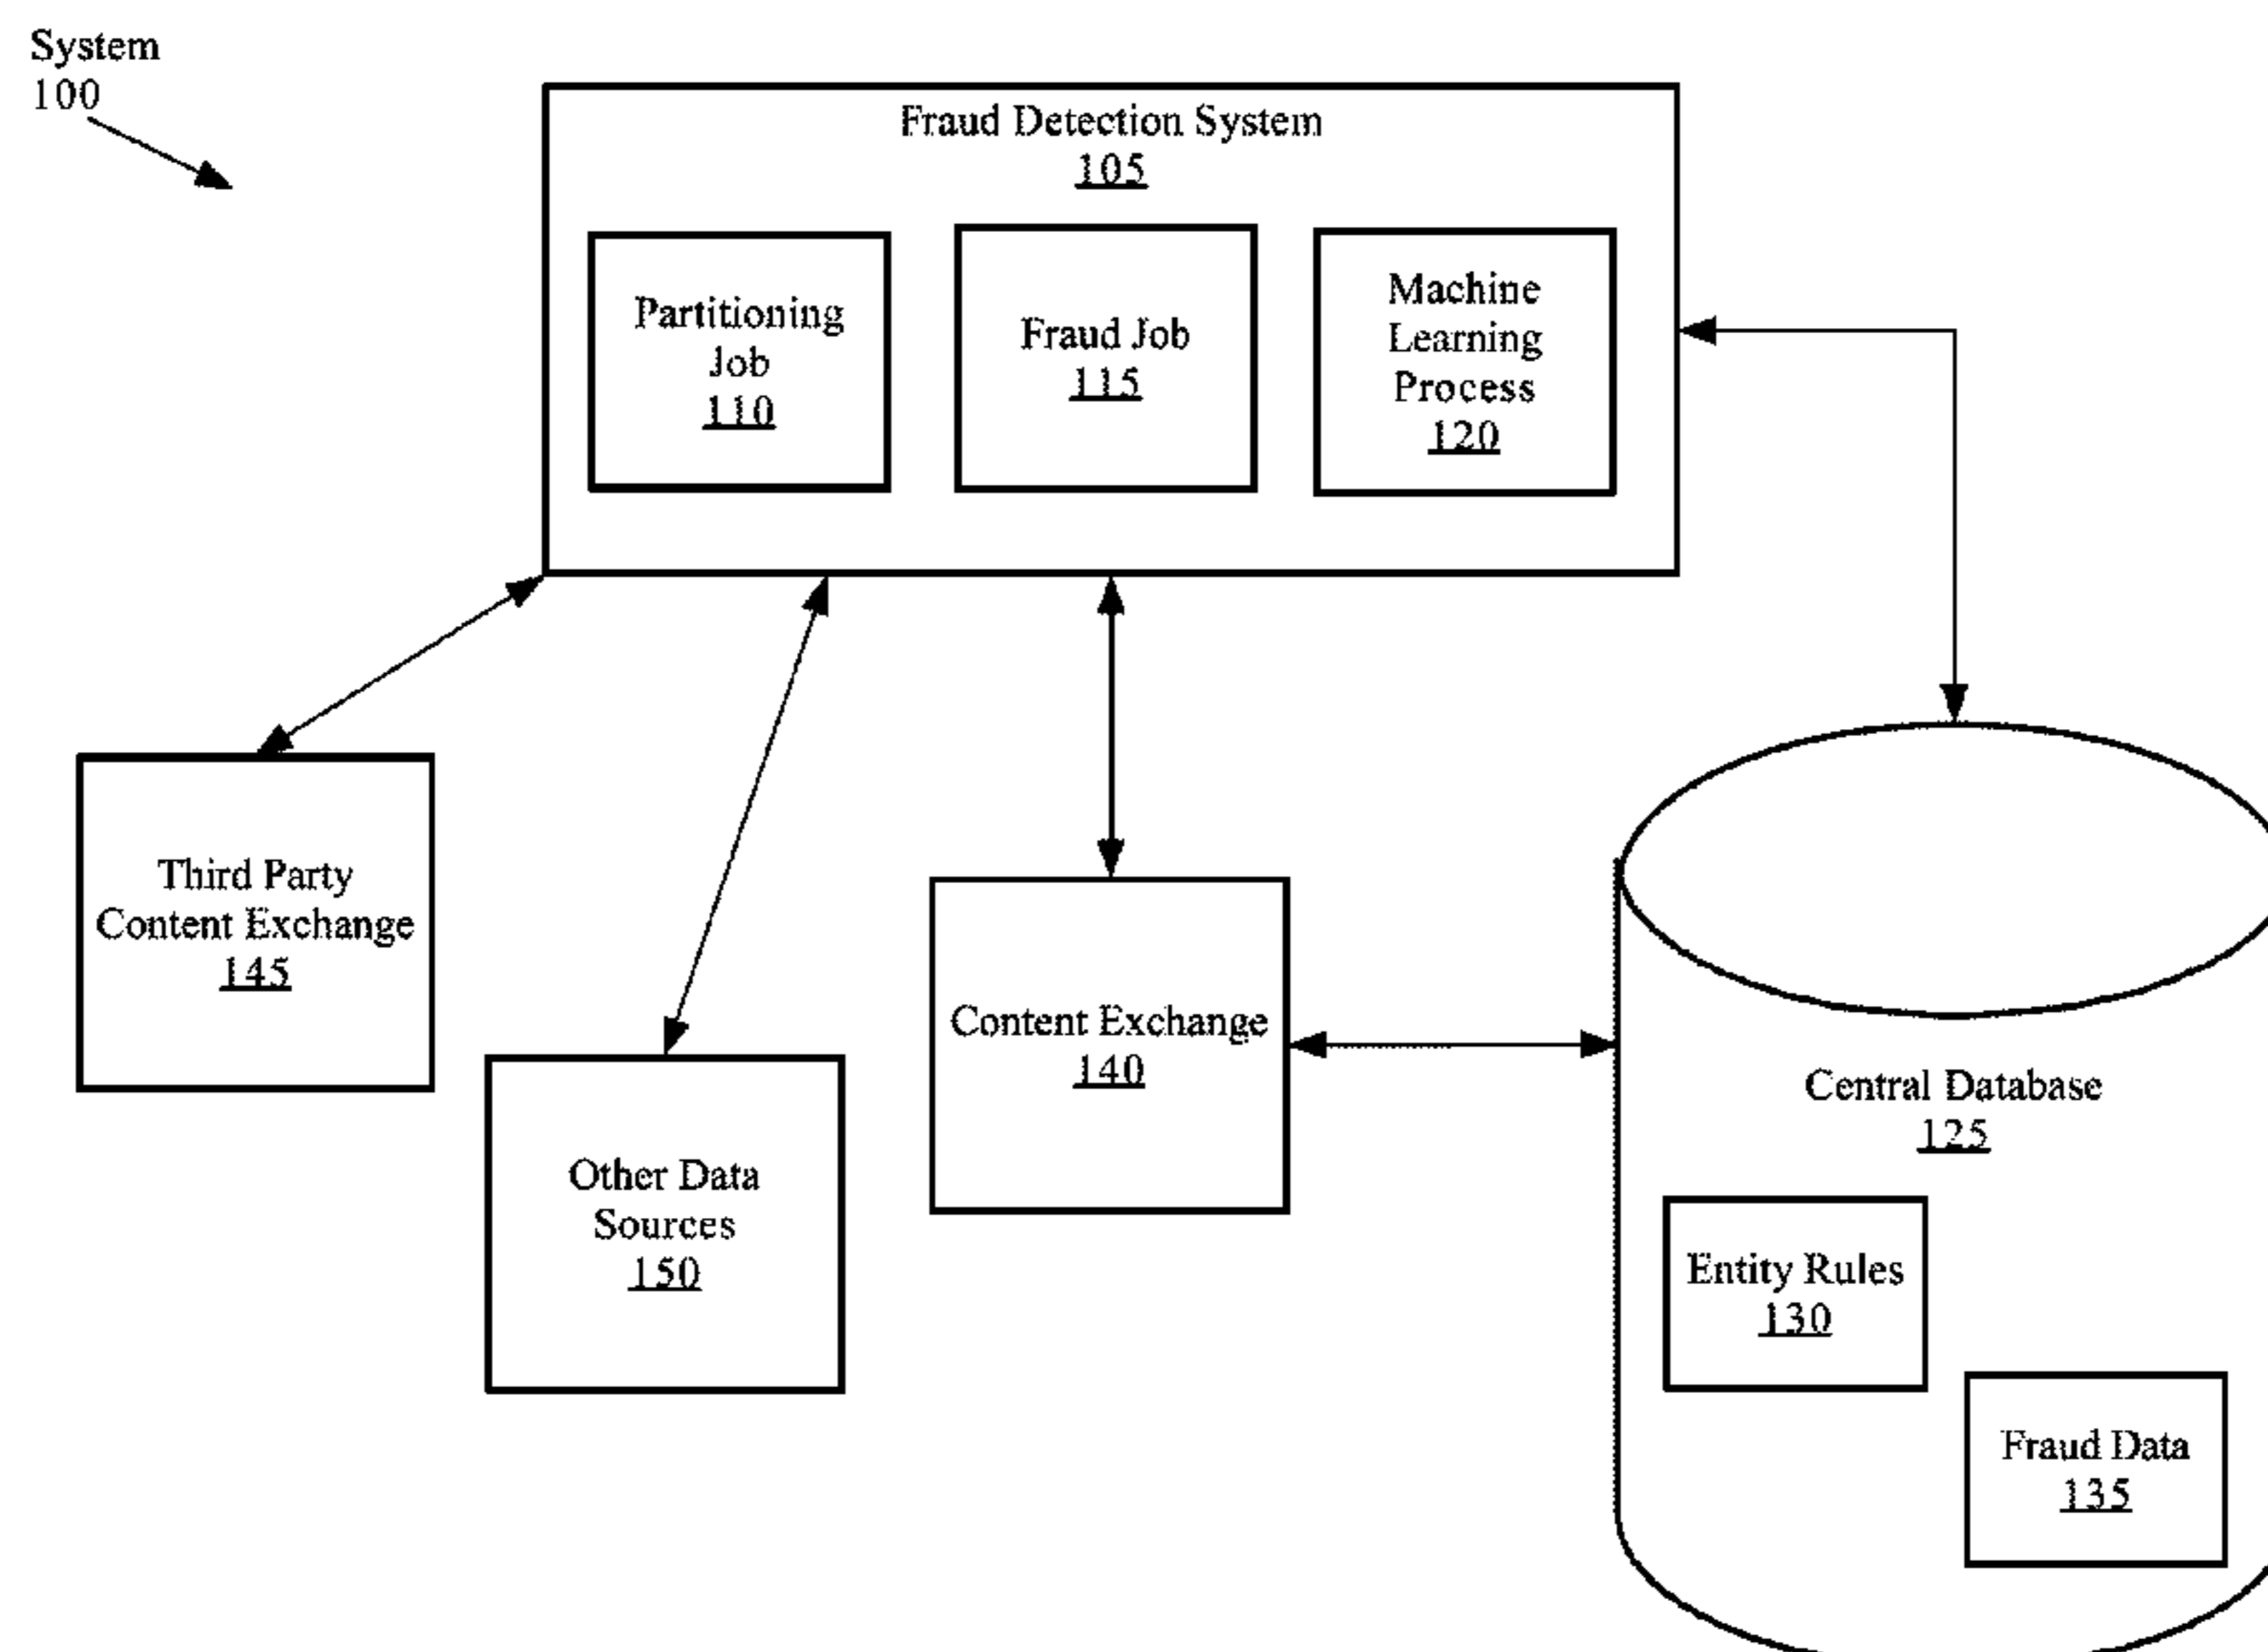 System
100
Fraud Detection System
105
Partitioning
Job
110
Fraud Job
115
Machine
Learning
Process
120
Third Party
Content Exchange
145
Other Data
Sources
150
Content Exchange
140
Central Database
125
Entity Rules
130
Fraud Data
135